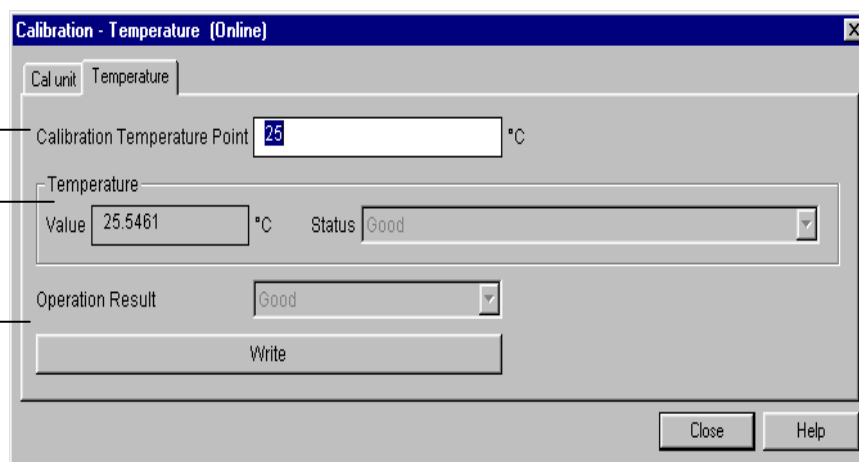 Calibration - Temperature (Online)
Cal unit Temperature
Calibration Temperature Point 25 °C
Temperature
Value 25.5461 °C Status Good
Operation Result Good
Write
Close Help